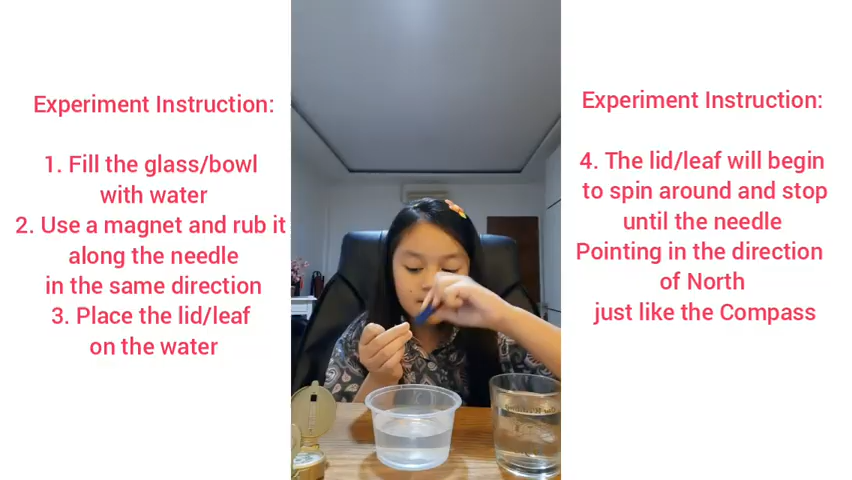 Experiment Instruction:
1. Fill the glass/bowl
with water
2. Use a magnet and rub it
along the needle
in the same direction
3. Place the lid/leaf
on the water
Experiment Instruction:
4. The lid/leaf will begin
to spin around and stop
until the needle
Pointing in the direction
of North
just like the Compass